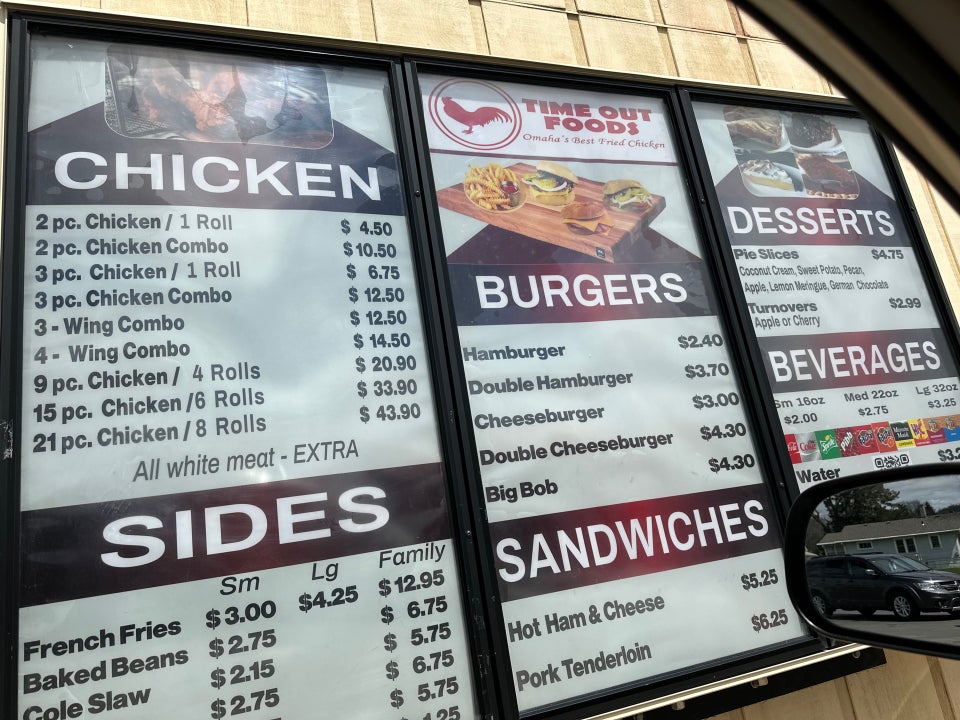 CHICKEN
2 pc. Chicken / 1 Roll $ 4.50
2 pc. Chicken Combo $10.50
3 pc. Chicken / 1 Roll $ 6.75
3 pc. Chicken Combo $ 12.50
3 - Wing Combo $ 12.50
4 - Wing Combo $ 14.50
9 pc. Chicken / 4 Rolls $ 20.90
15 pc. Chicken /6 Rolls $ 33.90
21 pc. Chicken / 8 Rolls $ 43.90
All white meat - EXTRA
SIDES
Sm Lg Family
French Fries $3.00 $4.25 $12.95
Baked Beans $2.75 $ 6.75
Cole Slaw $2.15 $ 5.75
$2.75 $ 6.75
$ 5.75
TIME OUT
FOODS
Omaha's Best Fried Chicken
BURGERS
Hamburger $2.40
Double Hamburger $3.70
Cheeseburger $3.00
Double Cheeseburger $4.30
Big Bob $4.30
SANDWICHES
Hot Ham & Cheese $5.25
Pork Tenderloin $6.25
DESSERTS
Pie Slices $4.75
Coconut Cream, Sweet Potato, Pecan,
Apple, Lemon Meringue, German Chocolate
Turnovers $2.99
Apple or Cherry
BEVERAGES
Sm 16oz Med 22oz Lg 32oz
$2.00 $2.75 $3.25
Water